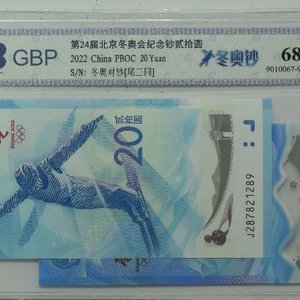 GBP
第24届北京冬奥会纪念钞贰拾圆
2022 China PBOC 20 Yuan
S/N: 冬奥对钞[尾二同]
冬奥钞
68
9010067-
贰拾圆
20
J287821289